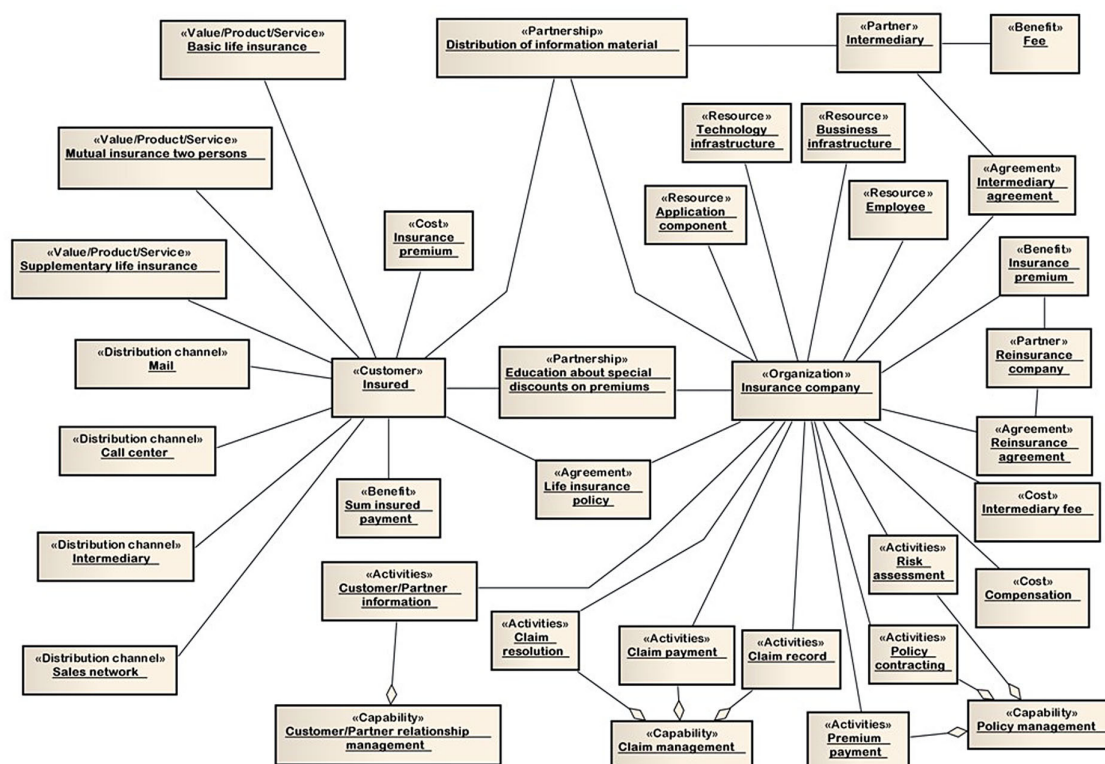 «Value/Product/Service»
Basic life insurance
«Partnership»
Distribution of information material
«Partner»
Intermediary
«Benefit»
Fee
«Value/Product/Service»
Mutual insurance two persons
«Resource»
Technology
infrastructure
«Resource»
Bussiness
infrastructure
«Agreement»
Intermediary
agreement
«Cost»
Insurance
premium
«Resource»
Application
component
«Resource»
Employee
«Value/Product/Service»
Supplementary life insurance
«Benefit»
Insurance
premium
«Distribution channel»
Mail
«Customer»
Insured
«Partnership»
Education about special
discounts on premiums
«Organization»
Insurance company
«Partner»
Reinsurance
company
«Distribution channel»
Call center
«Agreement»
Reinsurance
agreement
«Benefit»
Sum insured
payment
«Agreement»
Life insurance
policy
«Cost»
Intermediary fee
«Distribution channel»
Intermediary
«Activities»
Risk
assessment
«Activities»
Customer/Partner
information
«Cost»
Compensation
«Activities»
Claim
resolution
«Activities»
Claim payment
«Activities»
Claim record
«Activities»
Policy
contracting
«Distribution channel»
Sales network
«Capability»
Customer/Partner relationship
management
«Capability»
Claim management
«Activities»
Premium
payment
«Capability»
Policy management